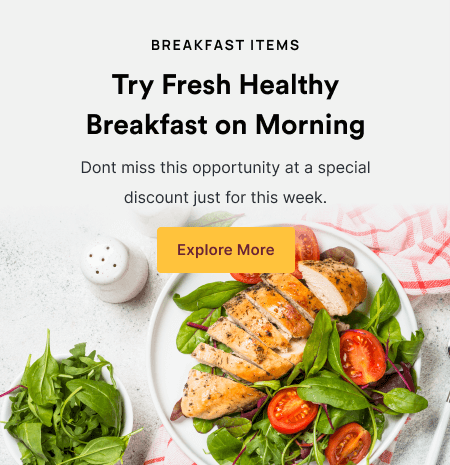 BREAKFAST ITEMS
Try Fresh Healthy
Breakfast on Morning
Dont miss this opportunity at a special
discount just for this week.
Explore More